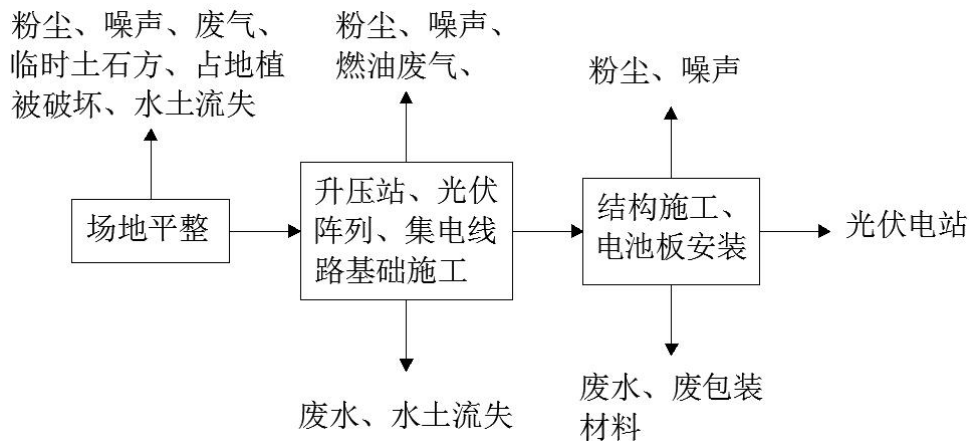 粉尘、噪声、废气、
临时土石方、占地植
被破坏、水土流失
粉尘、噪声、
燃油废气、
粉尘、噪声
场地平整
升压站、光伏
阵列、集电线
路基础施工
结构施工、
电池板安装
光伏电站
废水、水土流失
废水、废包装
材料